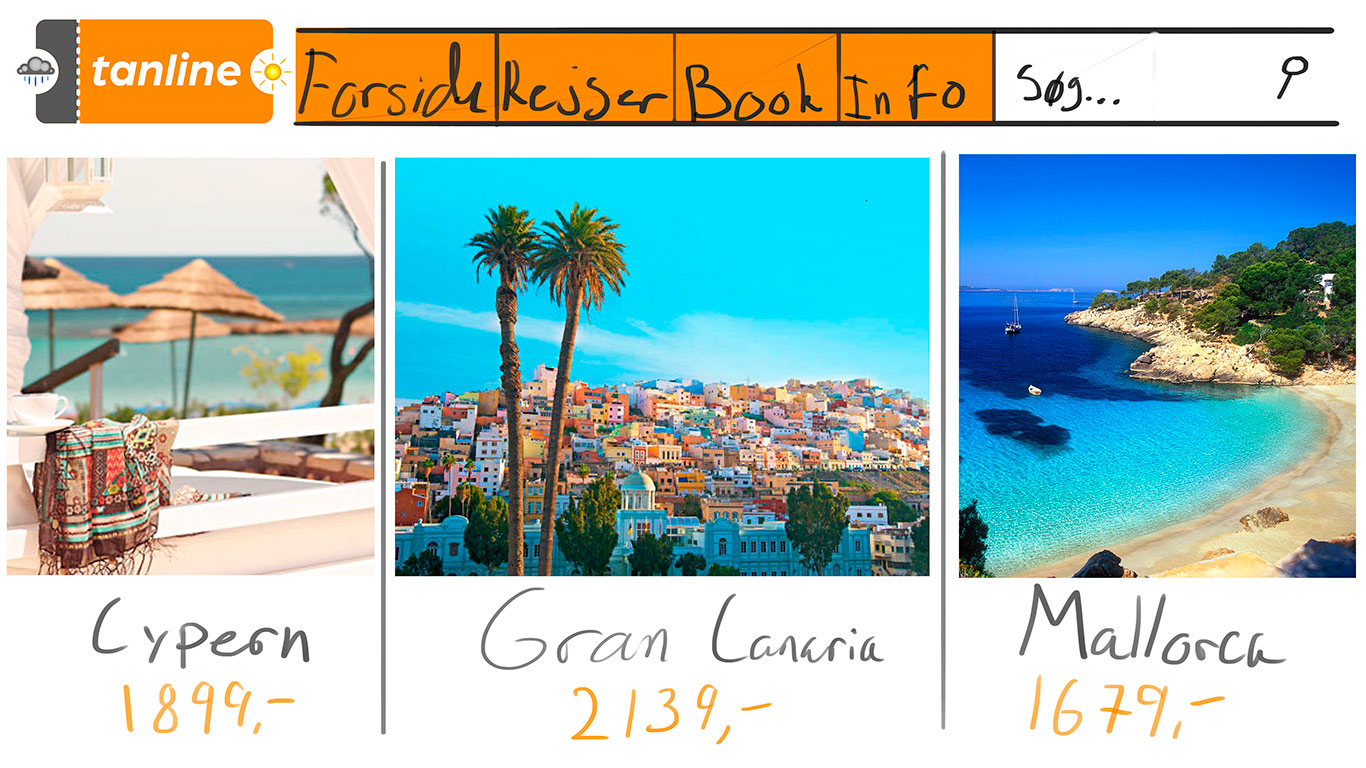 tanline
Forside Rejser Book Info Søg...
Cypern
1899,-
Gran Canaria
2139,-
Mallorca
1679,-